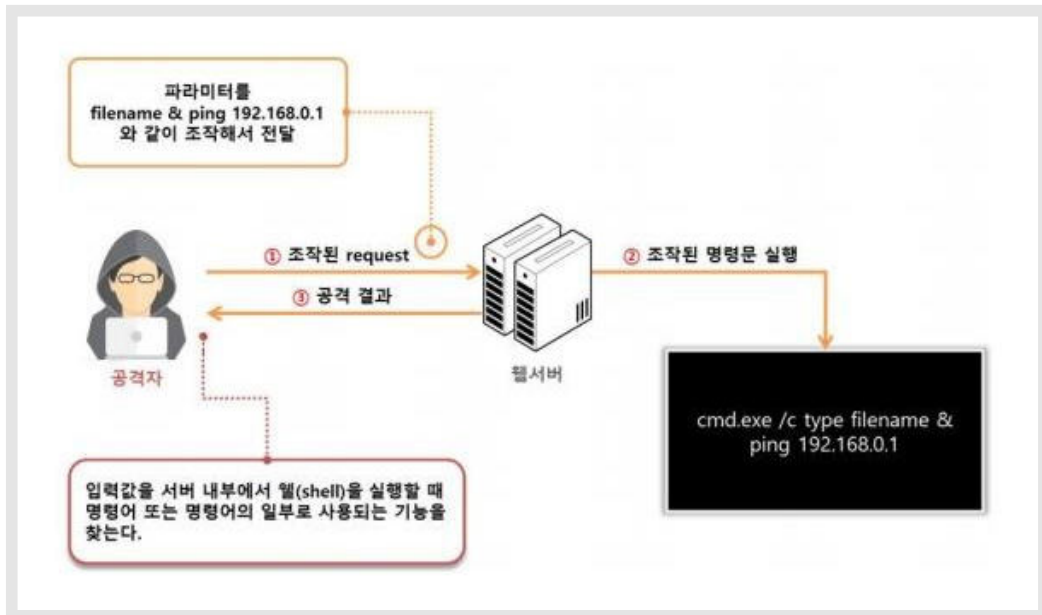 파라미터를
filename & ping 192.168.0.1
와 같이 조작해서 전달
① 조작된 request
② 조작된 명령문 실행
③ 공격 결과
공격자
웹서버
cmd.exe /c type filename &
ping 192.168.0.1
입력값을 서버 내부에서 웰(shell)을 실행할 때
명령어 또는 명령어의 일부로 사용되는 기능을
찾는다.